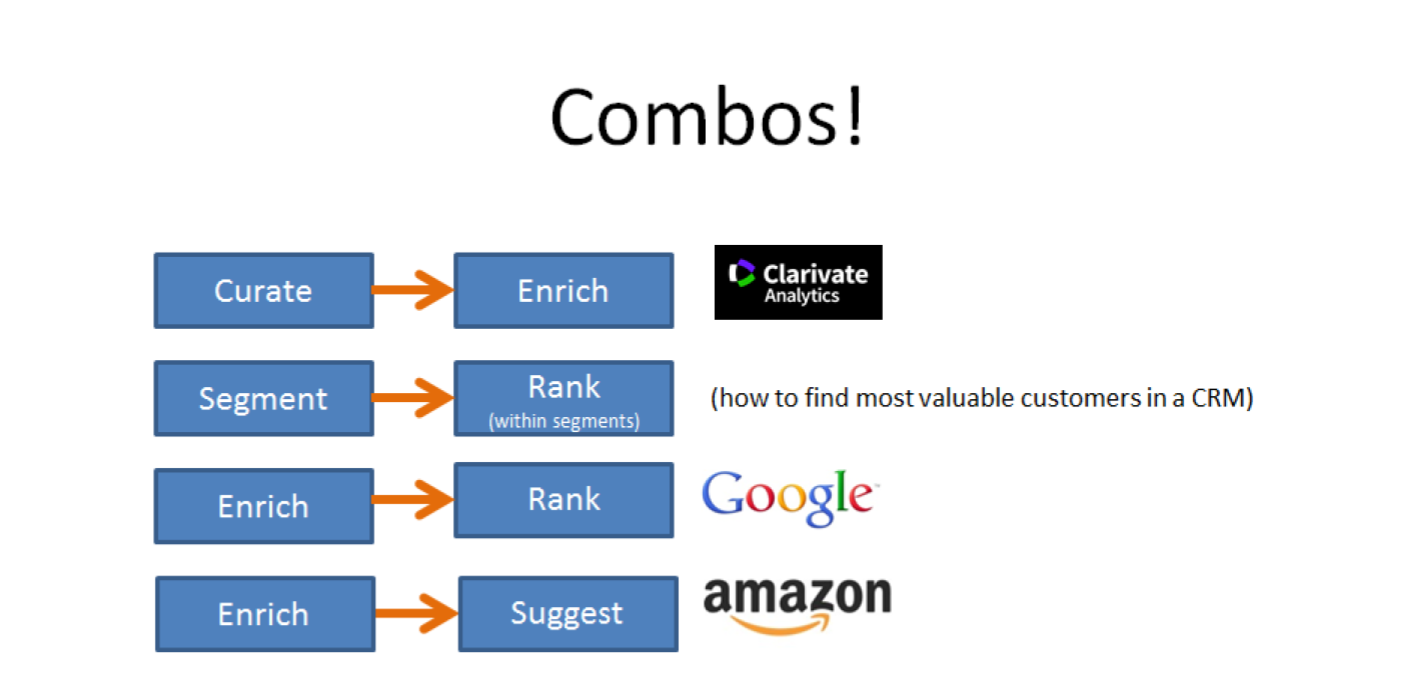 Combos!
Curate
Enrich
Clarivate
Analytics
Segment
Rank
(within segments)
(how to find most valuable customers in a CRM)
Enrich
Rank
Google™
Enrich
Suggest
amazon